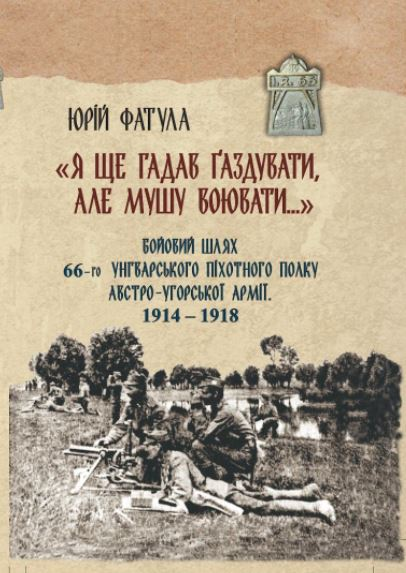 I.R. 66
ЮРІЙ ФАТУЛА
«Я ЩЕ ГАДАВ ҐАЗДУВАТИ,
АЛЕ МУШУ ВОЮВАТИ...»
БОЙОВИЙ ШЛЯХ
66-го УНГВАРСЬКОГО ПІХОТНОГО ПОЛКУ
АВСТРО-УГОРСЬКОЇ АРМІЇ.
1914 – 1918